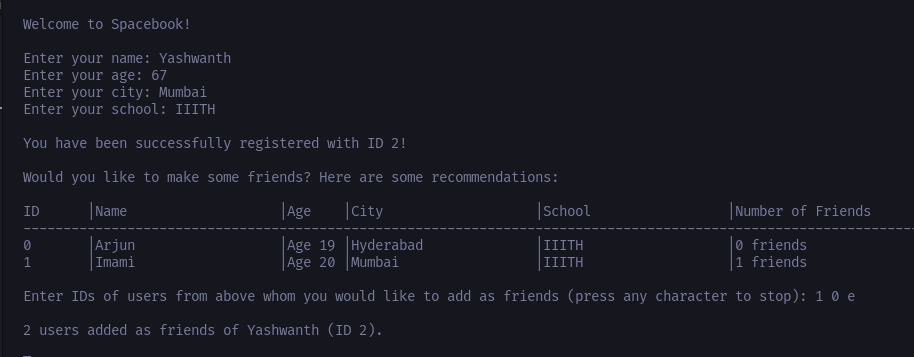 Welcome to Spacebook!
Enter your name: Yashwanth
Enter your age: 67
Enter your city: Mumbai
Enter your school: IIITH
You have been successfully registered with ID 2!
Would you like to make some friends? Here are some recommendations:
ID |Name |Age |City |School |Number of Friends
--------------------------------------------------------------------------------------------------------------
0 |Arjun |Age 19 |Hyderabad |IIITH |0 friends
1 |Imami |Age 20 |Mumbai |IIITH |1 friends
Enter IDs of users from above whom you would like to add as friends (press any character to stop): 1 0 e
2 users added as friends of Yashwanth (ID 2).